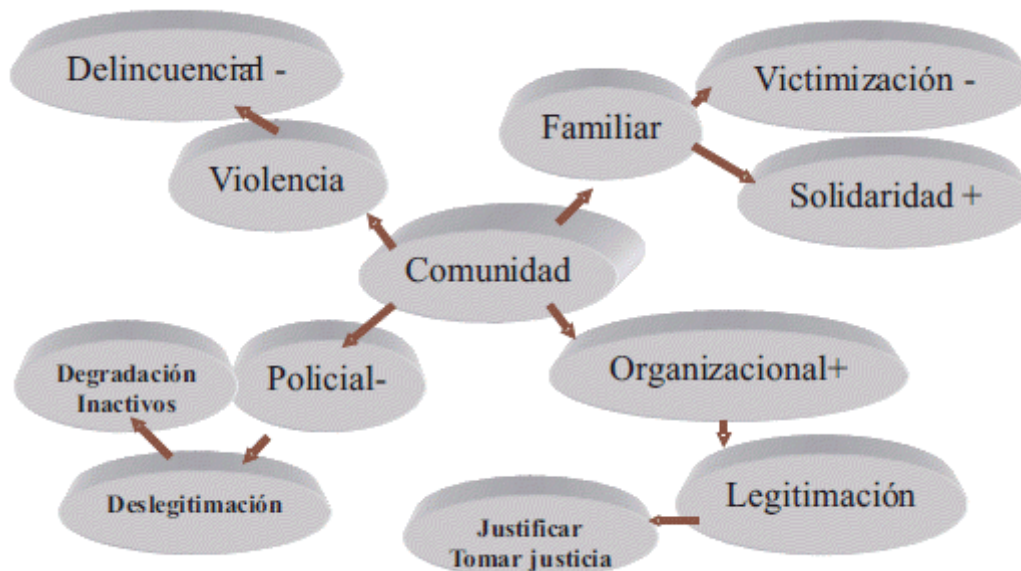 Delincuencial -
Victimización -
Familiar
Violencia
Solidaridad +
Comunidad
Degradación
Inactivos
Policial-
Organizacional+
Deslegitimación
Legitimación
Justificar
Tomar justicia